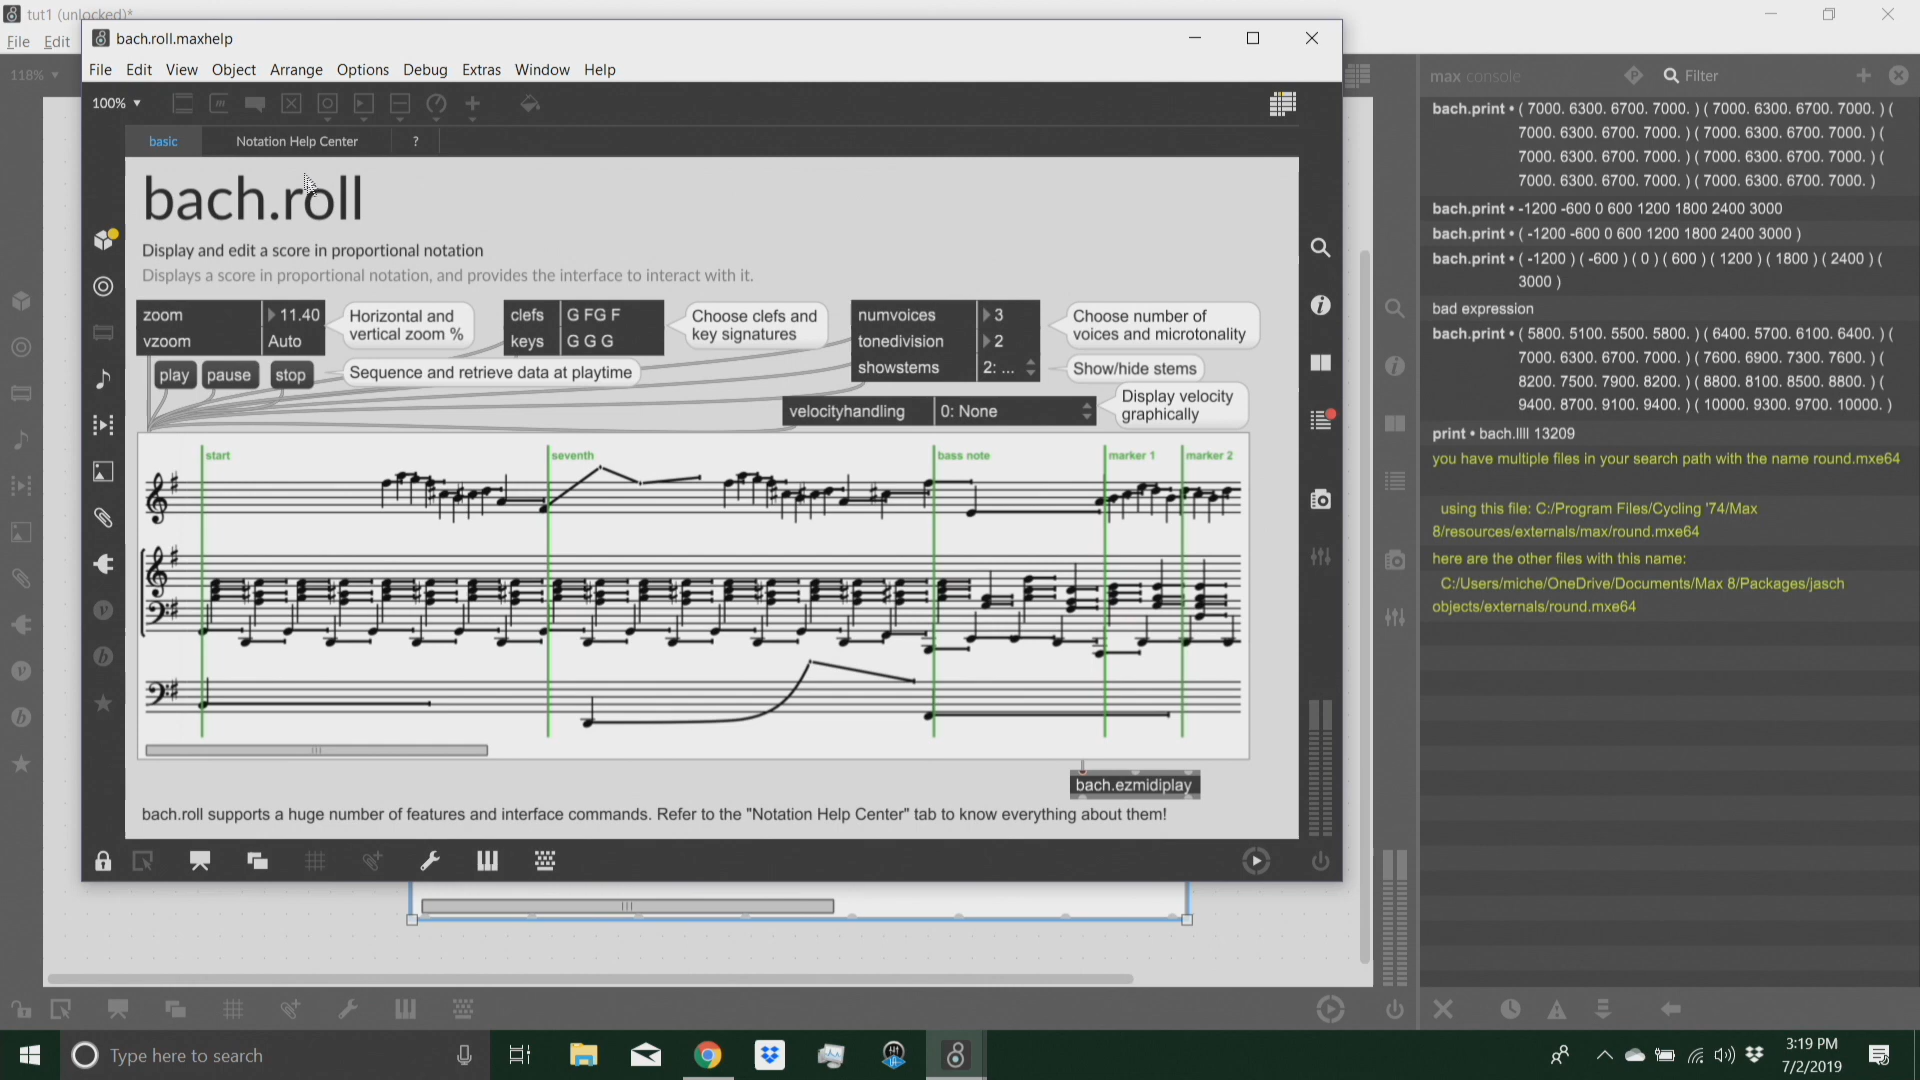 tut1 (unlocked)*
File Edit
118%
bach.roll.maxhelp
File Edit View Object Arrange Options Debug Extras Window Help
100%
basic Notation Help Center ?
bach.roll
Display and edit a score in proportional notation
Displays a score in proportional notation, and provides the interface to interact with it.
zoom 11.40
vzoom Auto
Horizontal and
vertical zoom %
clefs G FG F
keys G G G
Choose clefs and
key signatures
numvoices 3
tonedivision 2
showstems 2: ...
Choose number of
voices and microtonality
Show/hide stems
play pause stop
Sequence and retrieve data at playtime
velocityhandling 0: None
Display velocity
graphically
start seventh bass note marker 1 marker 2
bach.ezmidiplay
bach.roll supports a huge number of features and interface commands. Refer to the "Notation Help Center" tab to know everything about them!
max console Filter
bach.print • ( 7000. 6300. 6700. 7000. ) ( 7000. 6300. 6700. 7000. ) (
7000. 6300. 6700. 7000. ) ( 7000. 6300. 6700. 7000. ) (
7000. 6300. 6700. 7000. ) ( 7000. 6300. 6700. 7000. ) (
7000. 6300. 6700. 7000. ) ( 7000. 6300. 6700. 7000. )
bach.print • -1200 -600 0 600 1200 1800 2400 3000
bach.print • ( -1200 -600 0 600 1200 1800 2400 3000 )
bach.print • ( -1200 ) ( -600 ) ( 0 ) ( 600 ) ( 1200 ) ( 1800 ) ( 2400 ) (
3000 )
bad expression
bach.print • ( 5800. 5100. 5500. 5800. ) ( 6400. 5700. 6100. 6400. ) (
7000. 6300. 6700. 7000. ) ( 7600. 6900. 7300. 7600. ) (
8200. 7500. 7900. 8200. ) ( 8800. 8100. 8500. 8800. ) (
9400. 8700. 9100. 9400. ) ( 10000. 9300. 9700. 10000. )
print • bach.llll 13209
you have multiple files in your search path with the name round.mxe64
using this file: C:/Program Files/Cycling '74/Max
8/resources/externals/max/round.mxe64
here are the other files with this name:
C:/Users/miche/OneDrive/Documents/Max 8/Packages/jasch
objects/externals/round.mxe64
Type here to search
3:19 PM
7/2/2019